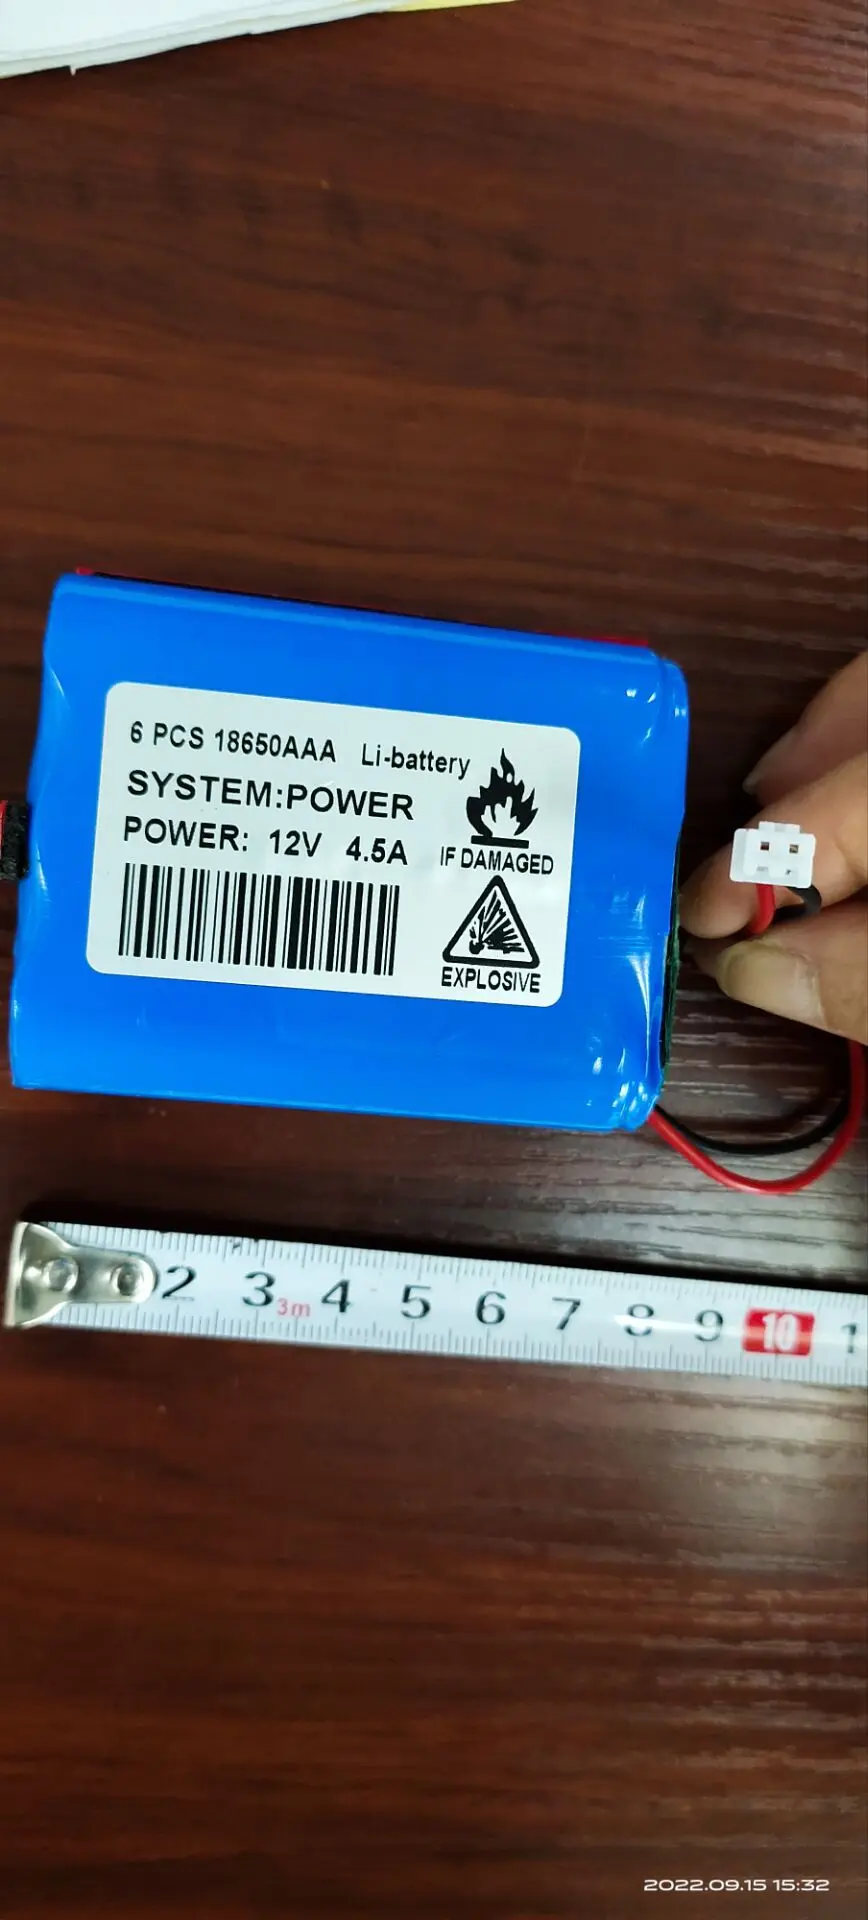 6 PCS 18650AAA Li-battery
SYSTEM:POWER
POWER: 12V 4.5A
IF DAMAGED
EXPLOSIVE
2 3 3m 4 5 6 7 8 9 10 1
2022.09.15 15:32